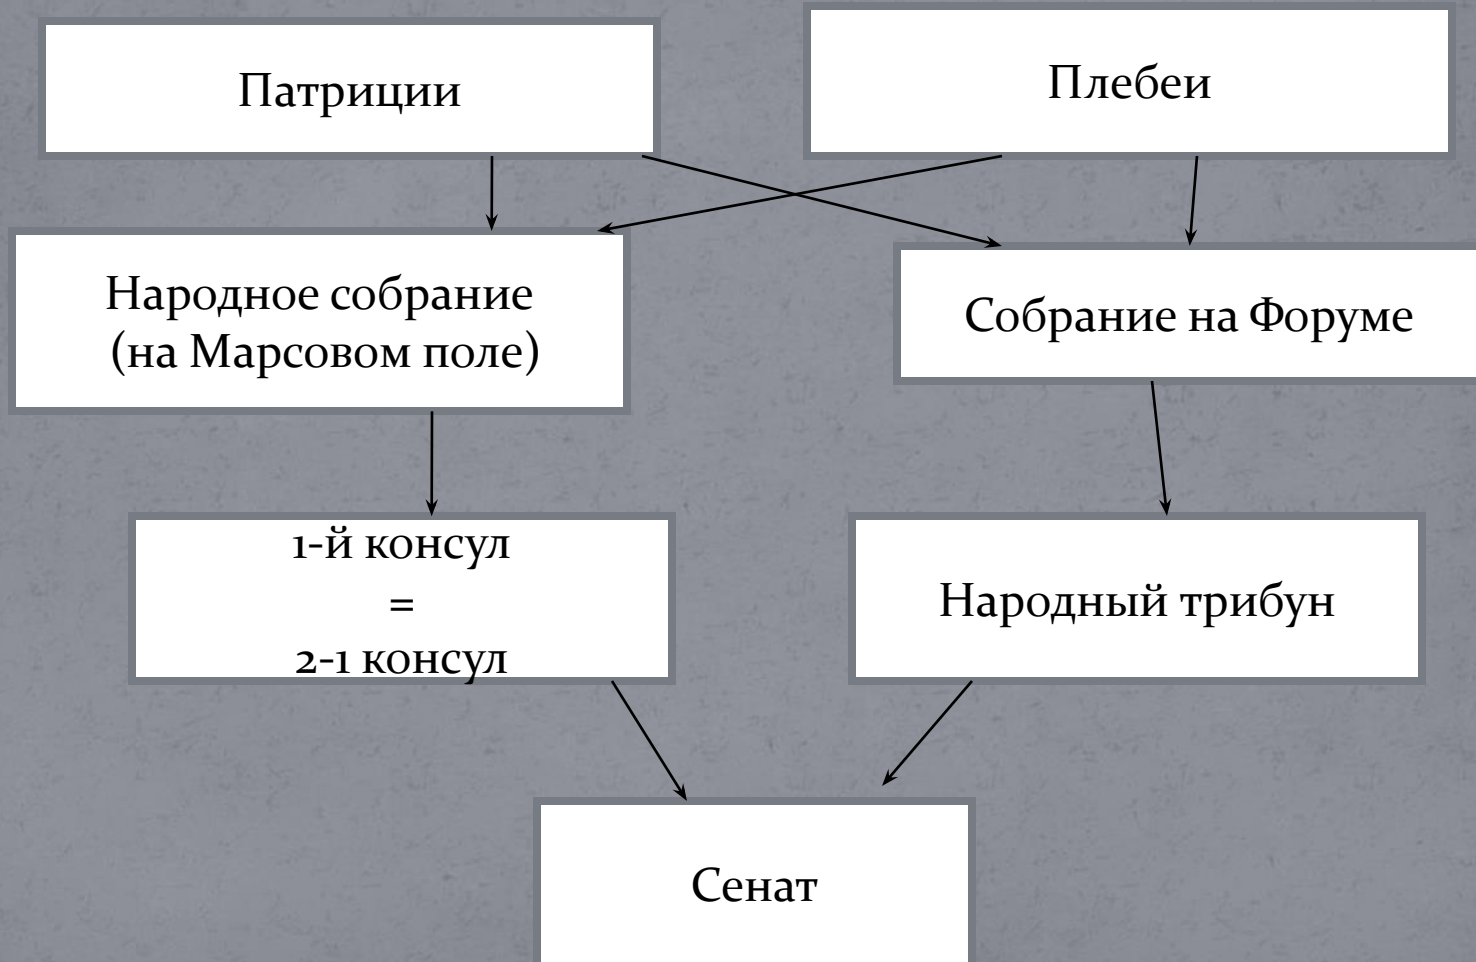 Патриции
Плебеи
Народное собрание
(на Марсовом поле)
Собрание на Форуме
1-й консул
=
2-1 консул
Народный трибун
Сенат